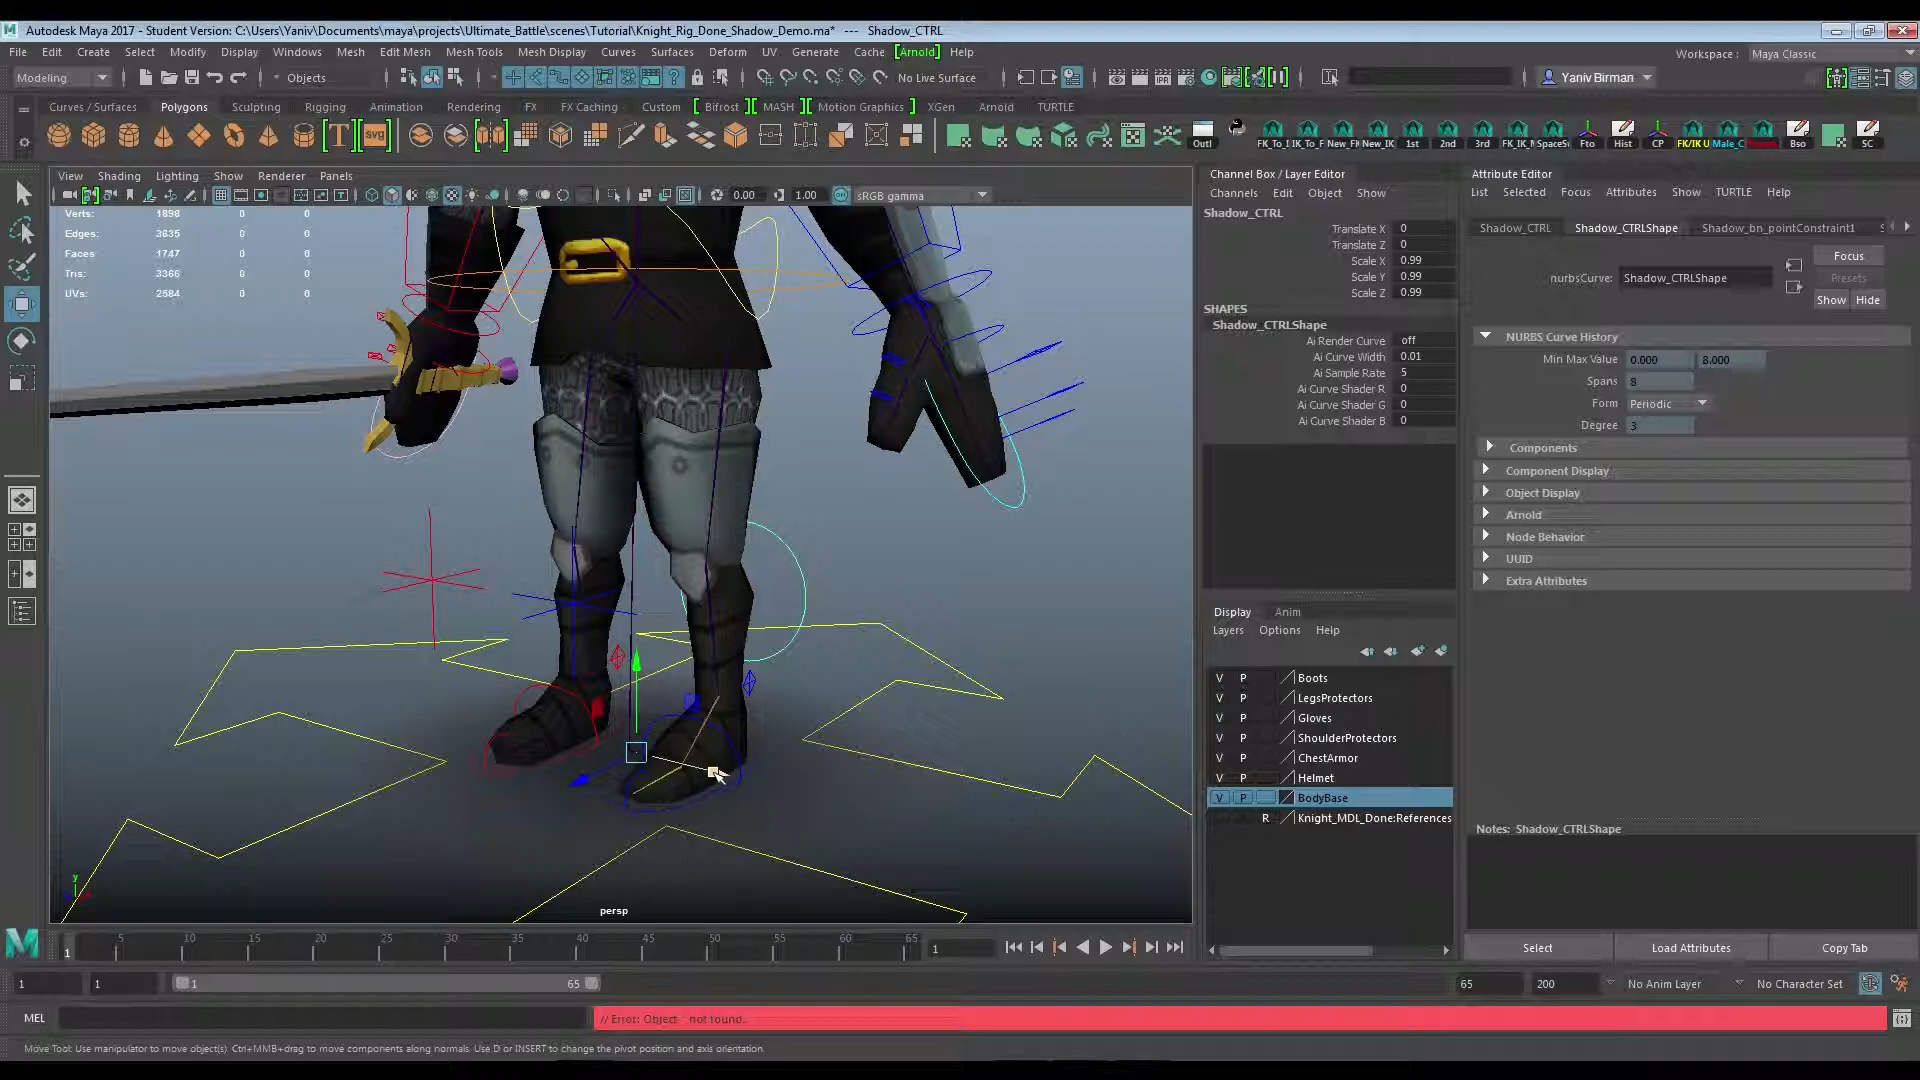 Autodesk Maya 2017 - Student Version: C:\Users\Yaniv\Documents\maya\projects\Ultimate_Battle\scenes\Tutorial\Knight_Rig_Done_Shadow_Demo.ma* --- Shadow_CTRL
File Edit Create Select Modify Display Windows Mesh Edit Mesh Mesh Tools Mesh Display Curves Surfaces Deform UV Generate Cache [Arnold] Help
Workspace : Maya Classic
Modeling Objects No Live Surface Yaniv Birman
Curves / Surfaces Polygons Sculpting Rigging Animation Rendering FX FX Caching Custom [ Bifrost ][ MASH ][ Motion Graphics ] XGen Arnold TURTLE
T svg Outl 1st 2nd 3rd Fto Hist CP Bso SC
View Shading Lighting Show Renderer Panels
0.00 1.00 sRGB gamma
Verts: 1898 0 0
Edges: 3635 0 0
Faces 1747 0 0
Tris: 3366 0 0
UVs: 2584 0 0
persp
Channel Box / Layer Editor
Channels Edit Object Show
Shadow_CTRL
Translate X 0
Translate Z 0
Scale X 0.99
Scale Y 0.99
Scale Z 0.99
SHAPES
Shadow_CTRLShape
Ai Render Curve off
Ai Curve Width 0.01
Ai Sample Rate 5
Ai Curve Shader R 0
Ai Curve Shader G 0
Ai Curve Shader B 0
Display Anim
Layers Options Help
V P Boots
V P LegsProtectors
V P Gloves
V P ShoulderProtectors
V P ChestArmor
V P Helmet
V P BodyBase
R Knight_MDL_Done:References
Attribute Editor
List Selected Focus Attributes Show TURTLE Help
Shadow_CTRL Shadow_CTRLShape Shadow_bn_pointConstraint1
Focus
Presets
nurbsCurve: Shadow_CTRLShape
Show Hide
NURBS Curve History
Min Max Value 0.000 8.000
Spans 8
Form Periodic
Degree 3
Components
Component Display
Object Display
Arnold
Node Behavior
UUID
Extra Attributes
Notes: Shadow_CTRLShape
Select Load Attributes Copy Tab
1 5 10 15 20 25 30 35 40 45 50 55 60 65 1
1 1 1 65 65 200 No Anim Layer No Character Set
MEL // Error: Object '' not found.
Move Tool: Use manipulator to move object(s). Ctrl+MMB+drag to move components along normals. Use D or INSERT to change the pivot position and axis orientation.